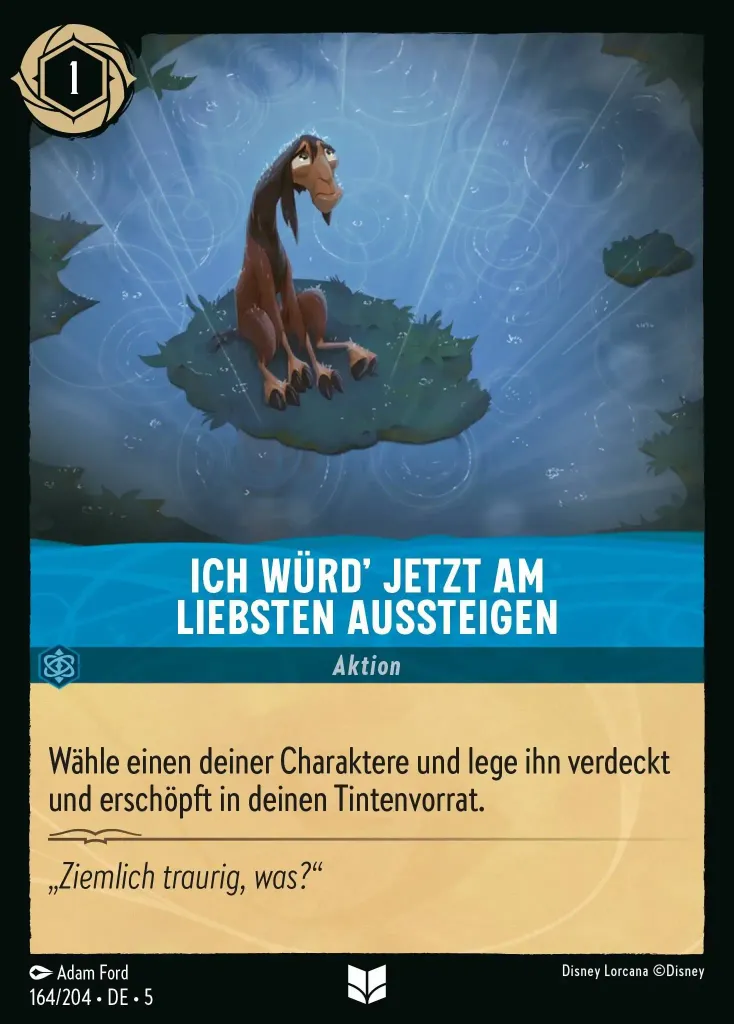 1
ICH WÜRD’ JETZT AM
LIEBSTEN AUSSTEIGEN
Aktion
Wähle einen deiner Charaktere und lege ihn verdeckt
und erschöpft in deinen Tintenvorrat.
„Ziemlich traurig, was?“
Adam Ford
Disney Lorcana ©Disney
164/204 • DE • 5